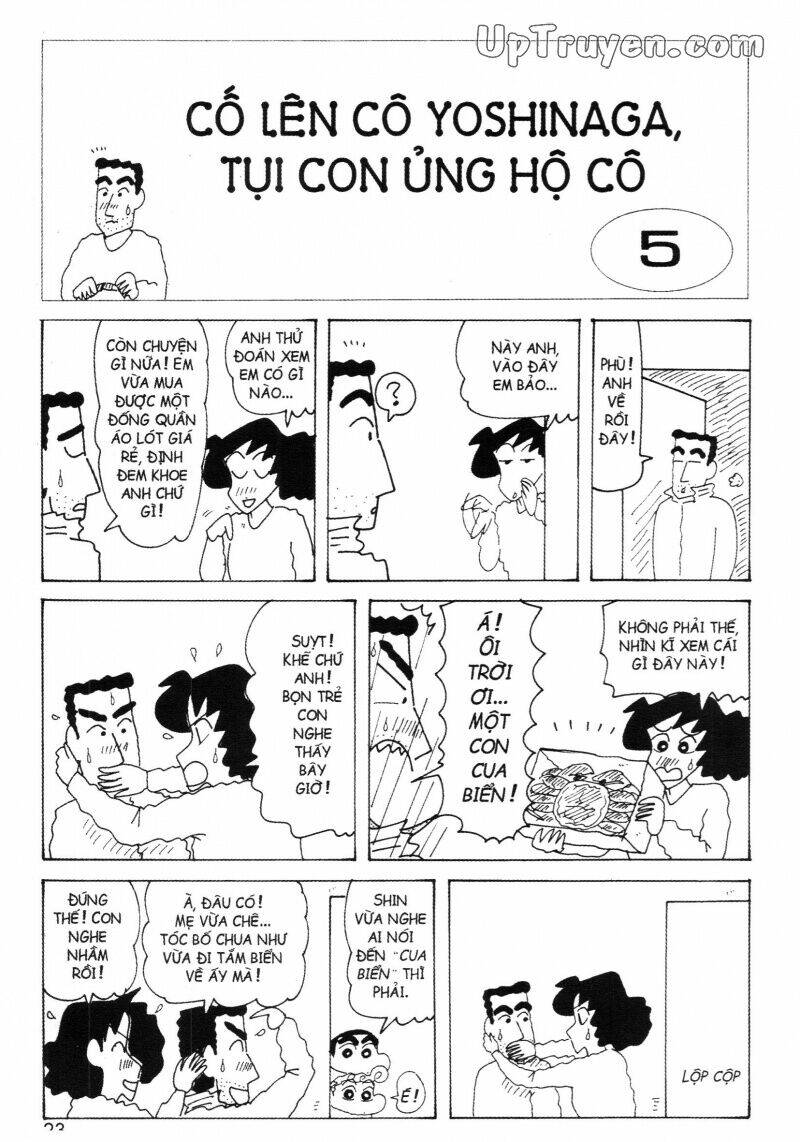 UpTruyen.com
CỐ LÊN CÔ YOSHINAGA,
TỤI CON ỦNG HỘ CÔ
5
PHÙ!
ANH
VỀ
RỒI
ĐÂY!
NÀY ANH,
VÀO ĐÂY
EM BẢO...
?
ANH THỬ
ĐOÁN XEM
EM CÓ GÌ
NÀO...
CÒN CHUYỆN
GÌ NỮA! EM
VỪA MUA
ĐƯỢC MỘT
ĐỐNG QUẦN
ÁO LÓT GIÁ
RẺ, ĐỊNH
ĐEM KHOE
ANH CHỨ
GÌ!
KHÔNG PHẢI THẾ,
NHÌN KĨ XEM CÁI
GÌ ĐÂY NÀY!
Á!
ÔI
TRỜI
ƠI...
MỘT
CON
CUA
BIỂN!
SUỴT!
KHẼ CHỨ
ANH!
BỌN TRẺ
CON
NGHE
THẤY
BÂY
GIỜ!
LỘP CỘP
SHIN
VỪA NGHE
AI NÓI
ĐẾN "CUA
BIỂN" THÌ
PHẢI.
Ế!
À, ĐÂU CÓ!
MẸ VỪA CHÊ...
TÓC BỐ CHUA NHƯ
VỪA ĐI TẮM BIỂN
VỀ ẤY MÀ!
ĐÚNG
THẾ! CON
NGHE
NHẦM
RỒI!
23